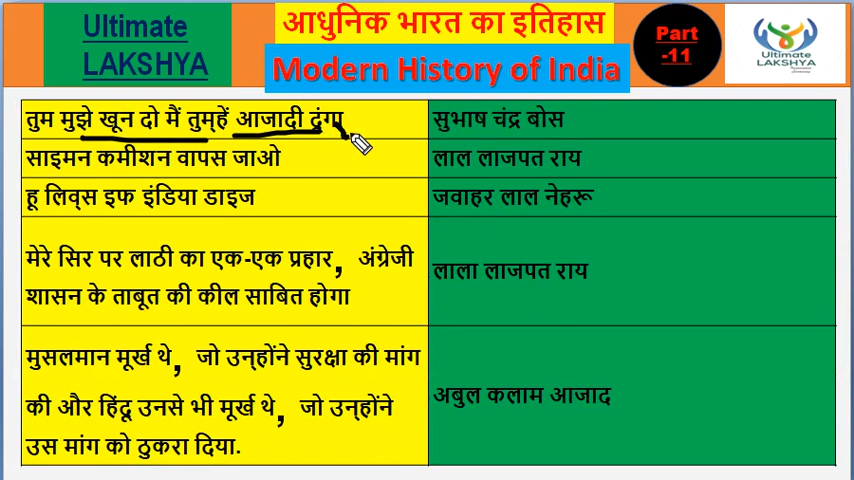 Ultimate
LAKSHYA
आधुनिक भारत का इतिहास
Modern History of India
Part
-11
Ultimate
LAKSHYA
तुम मुझे खून दो मैं तुम्हें आजादी दूंगा
सुभाष चंद्र बोस
साइमन कमीशन वापस जाओ
लाल लाजपत राय
हू लिव्स इफ इंडिया डाइज
जवाहर लाल नेहरू
मेरे सिर पर लाठी का एक-एक प्रहार, अंग्रेजी
शासन के ताबूत की कील साबित होगा
लाला लाजपत राय
मुसलमान मूर्ख थे, जो उन्होंने सुरक्षा की मांग
की और हिंदू उनसे भी मूर्ख थे, जो उन्होंने
उस मांग को ठुकरा दिया.
अबुल कलाम आजाद